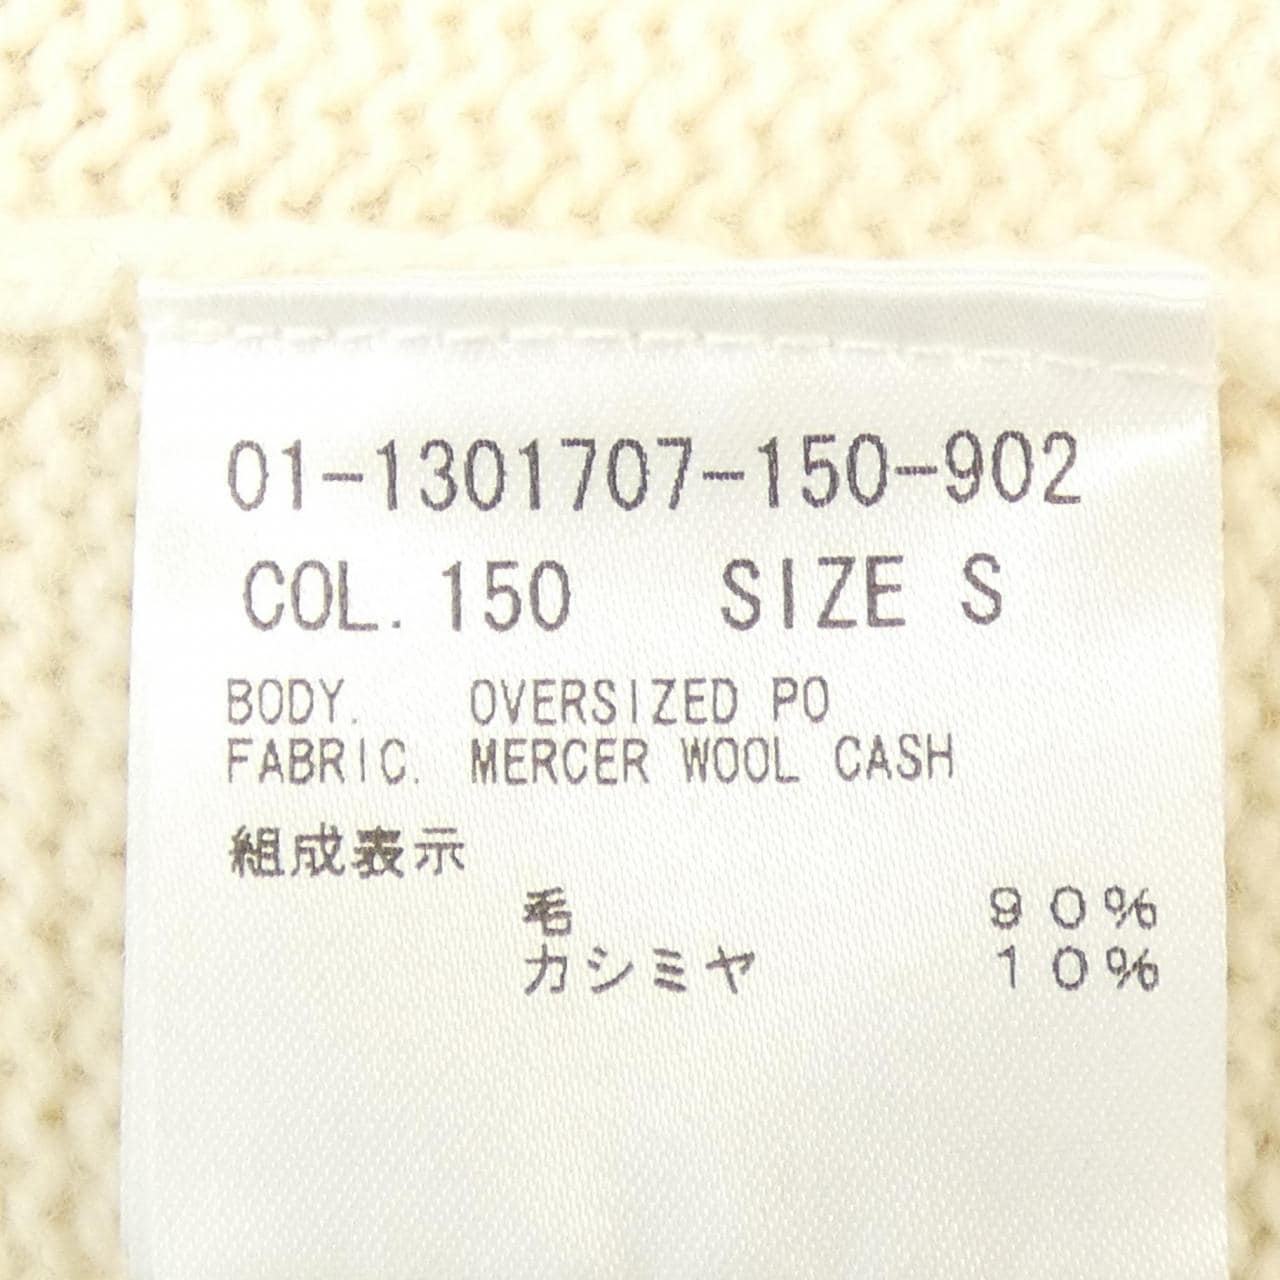 01-1301707-150-902
COL. 150 SIZE S
BODY. OVERSIZED PO
FABRIC. MERCER WOOL CASH
組成表示
毛 90%
カシミヤ 10%